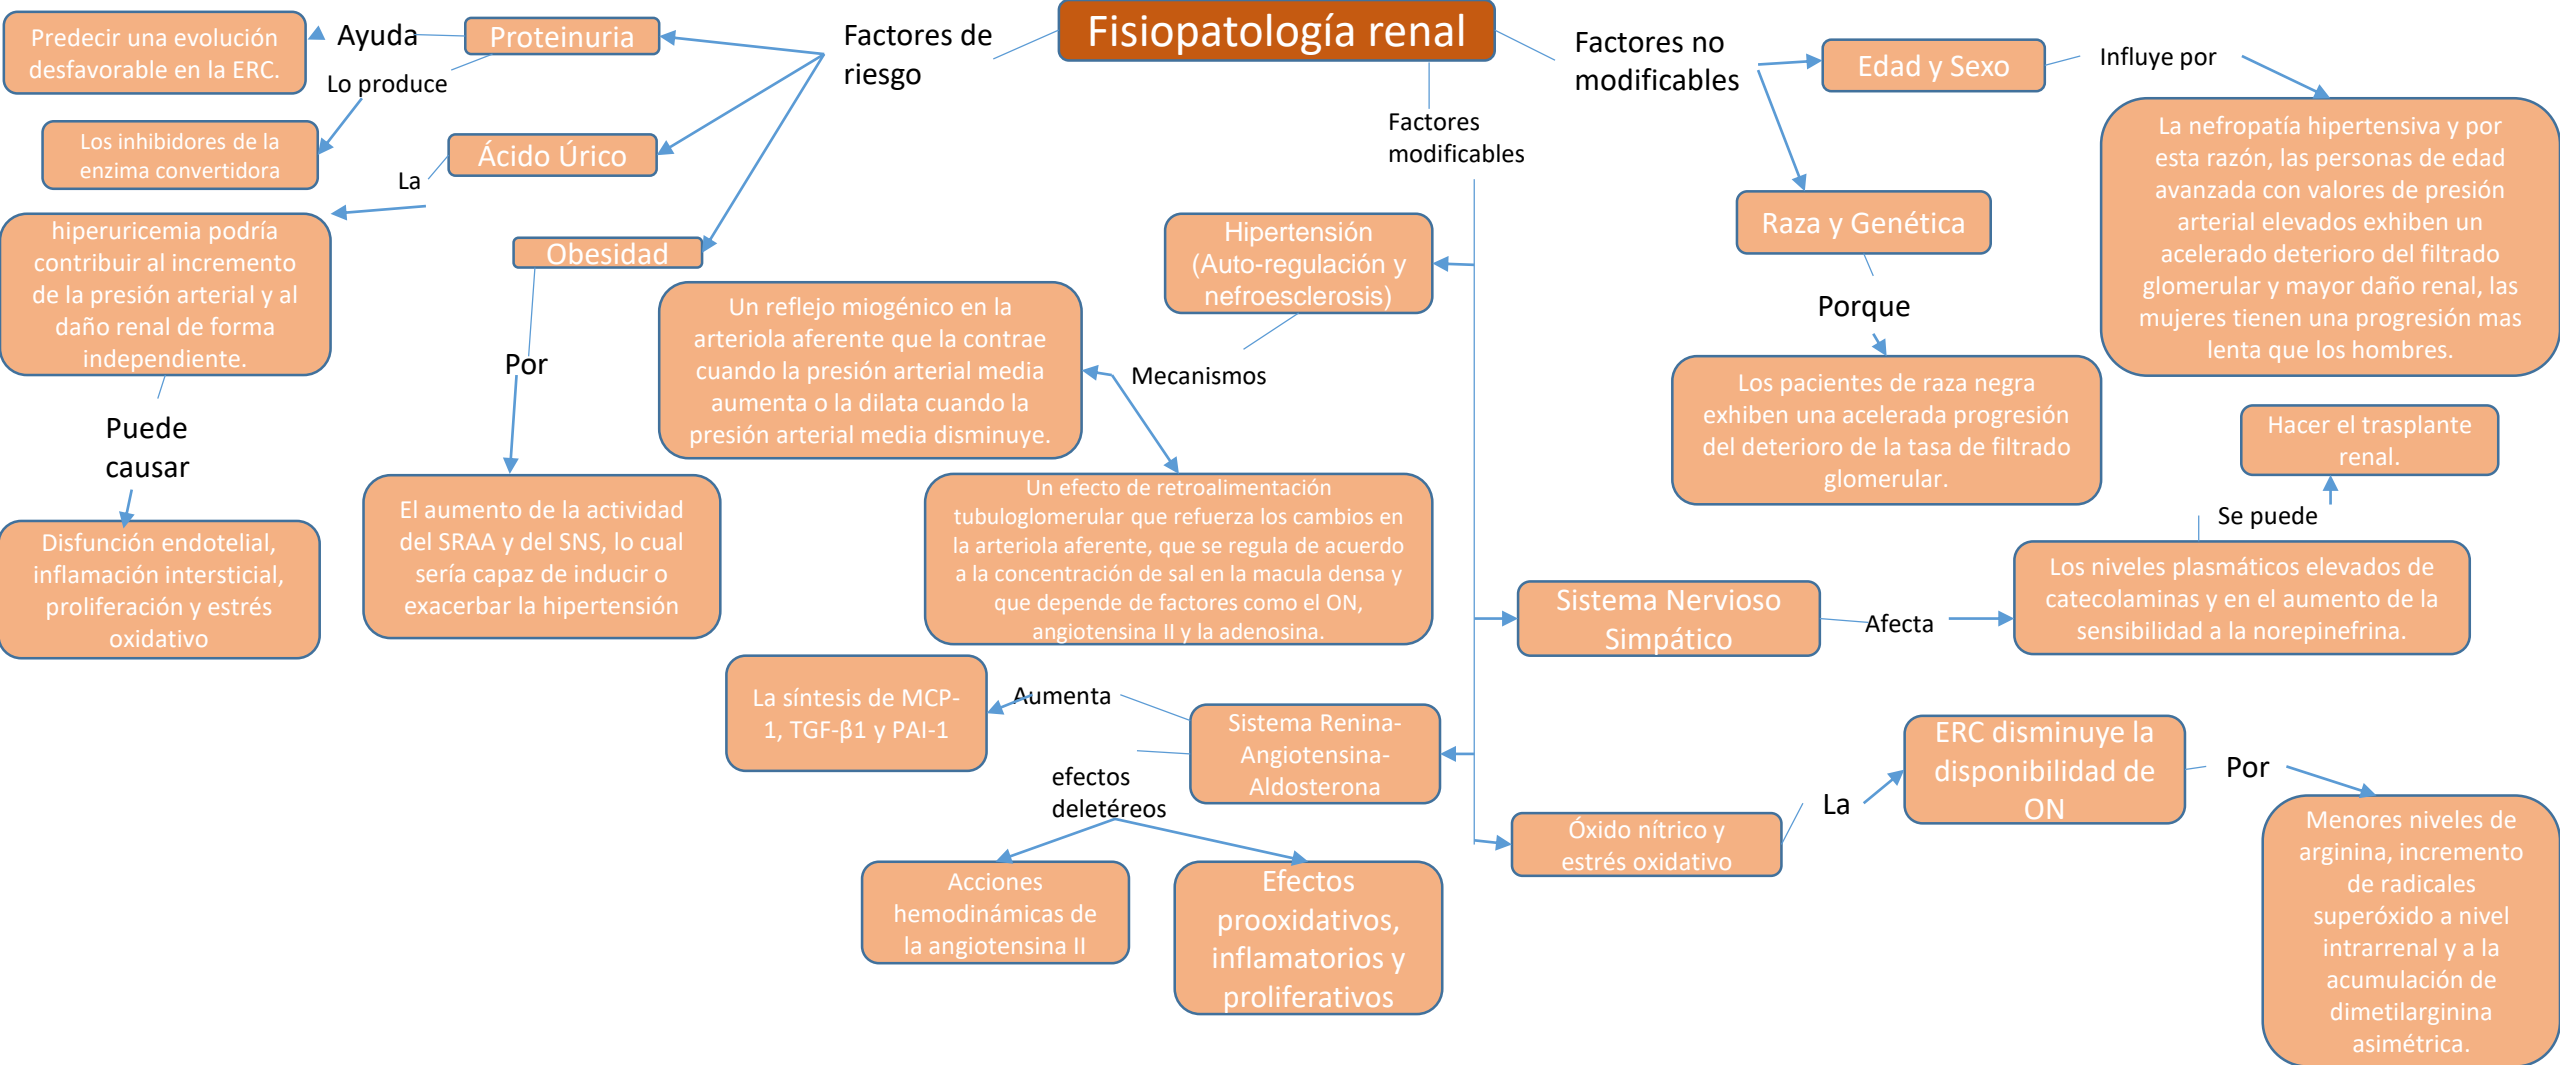 Fisiopatología renal
Factores de
riesgo
Proteinuria
Ayuda
Predecir una evolución
desfavorable en la ERC.
Lo produce
Los inhibidores de la
enzima convertidora
Ácido Úrico
La
hiperuricemia podría
contribuir al incremento
de la presión arterial y al
daño renal de forma
independiente.
Puede
causar
Disfunción endotelial,
inflamación intersticial,
proliferación y estrés
oxidativo
Obesidad
Por
El aumento de la actividad
del SRAA y del SNS, lo cual
sería capaz de inducir o
exacerbar la hipertensión
Factores
modificables
Hipertensión
(Auto-regulación y
nefroesclerosis)
Mecanismos
Un reflejo miogénico en la
arteriola aferente que la contrae
cuando la presión arterial media
aumenta o la dilata cuando la
presión arterial media disminuye.
Un efecto de retroalimentación
tubuloglomerular que refuerza los cambios en
la arteriola aferente, que se regula de acuerdo
a la concentración de sal en la macula densa y
que depende de factores como el ON,
angiotensina II y la adenosina.
Sistema Renina-
Angiotensina-
Aldosterona
Aumenta
La síntesis de MCP-
1, TGF-β1 y PAI-1
efectos
deletéreos
Acciones
hemodinámicas de
la angiotensina II
Efectos
prooxidativos,
inflamatorios y
proliferativos
Sistema Nervioso
Simpático
Afecta
Los niveles plasmáticos elevados de
catecolaminas y en el aumento de la
sensibilidad a la norepinefrina.
Se puede
Hacer el trasplante
renal.
Óxido nítrico y
estrés oxidativo
La
ERC disminuye la
disponibilidad de
ON
Por
Menores niveles de
arginina, incremento
de radicales
superóxido a nivel
intrarrenal y a la
acumulación de
dimetilarginina
asimétrica.
Factores no
modificables
Edad y Sexo
Influye por
La nefropatía hipertensiva y por
esta razón, las personas de edad
avanzada con valores de presión
arterial elevados exhiben un
acelerado deterioro del filtrado
glomerular y mayor daño renal, las
mujeres tienen una progresión mas
lenta que los hombres.
Raza y Genética
Porque
Los pacientes de raza negra
exhiben una acelerada progresión
del deterioro de la tasa de filtrado
glomerular.